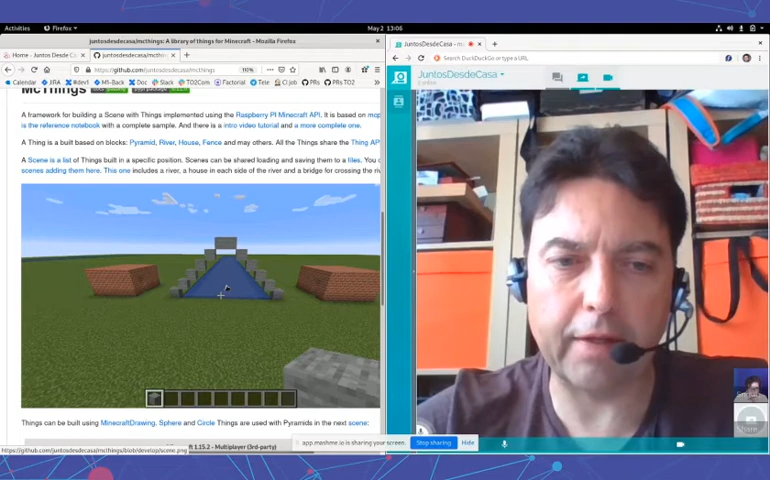 Activities
Firefox
May 2 13:06
juntosdesdecasa/mcthings: A library of things for Minecraft - Mozilla Firefox
Home - Juntos Desde C
juntosdesdecasa/mcthin
https://github.com/juntosdesdecasa/mcthings
110%
Calendar JIRA #dev1 M1-Back Doc Slack TO2Com Factorial Tele Ci job PRs PRs TO2
McThings
A framework for building a Scene with Things implemented using the Raspberry PI Minecraft API. It is based on mcp
is the reference notebook with a complete sample. And there is a intro video tutorial and a more complete one.
A Thing is a built based on blocks: Pyramid, River, House, Fence and may others. All the Things share the Thing AP
A Scene is a list of Things built in a specific position. Scenes can be shared loading and saving them to a files. You
scenes adding them here. This one includes a river, a house in each side of the river and a bridge for crossing the riv
Things can be built using MinecraftDrawing. Sphere and Circle Things are used with Pyramids in the next scene:
1.15.2 - Multiplayer (3rd-party)
https://github.com/juntosdesdecasa/mcthings/blob/develop/scene.png
JuntosDesdeCasa - m
Search DuckDuckGo or type a URL
JuntosDesdeCasa
app.mashme.io is sharing your screen.
Stop sharing
Hide
Share